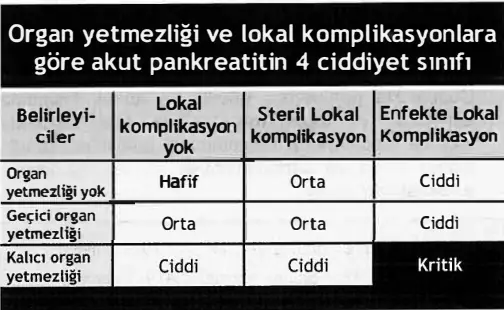 Organ yetmezliği ve lokal komplikasyonlara
göre akut pankreatitin 4 ciddiyet sınıfı
Belirleyi-
ciler
Lokal
komplikasyon
yok
Steril Lokal
komplikasyon
Enfekte Lokal
Komplikasyon
Organ
yetmezliği yok
Hafif
Orta
Ciddi
Geçici organ
yetmezliği
Orta
Orta
Ciddi
Kalıcı organ
yetmezliği
Ciddi
Ciddi
Kritik